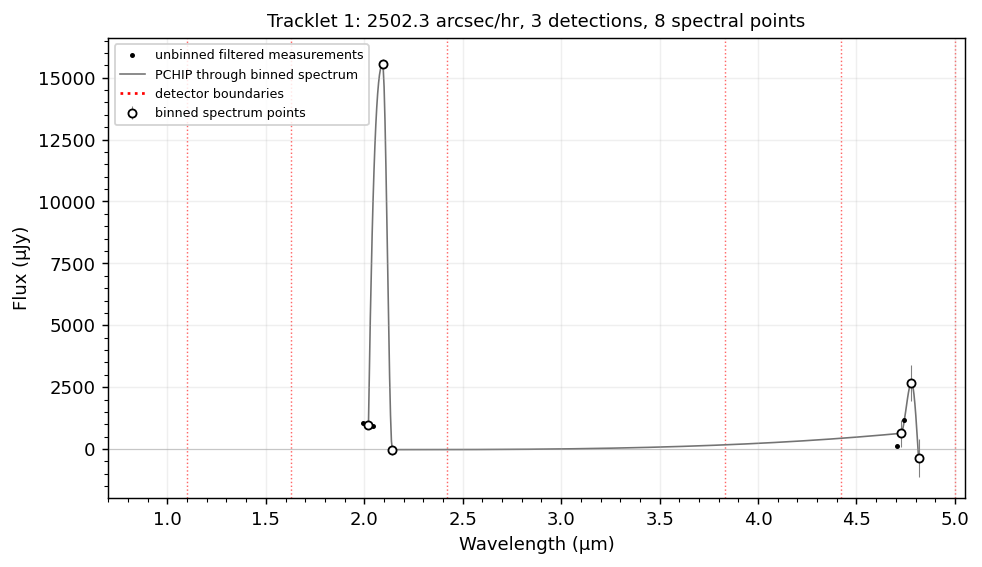 Tracklet 1: 2502.3 arcsec/hr, 3 detections, 8 spectral points
unbinned filtered measurements
PCHIP through binned spectrum
detector boundaries
binned spectrum points
Flux (μJy)
15000
12500
10000
7500
5000
2500
0
1.0 1.5 2.0 2.5 3.0 3.5 4.0 4.5 5.0
Wavelength (μm)